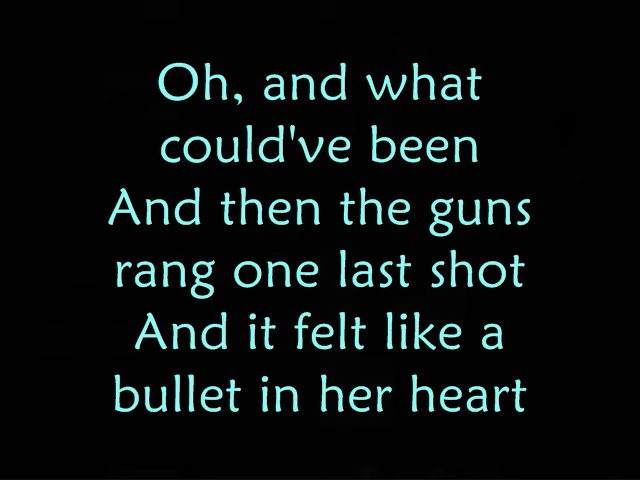 Oh, and what
could've been
And then the guns
rang one last shot
And it felt like a
bullet in her heart